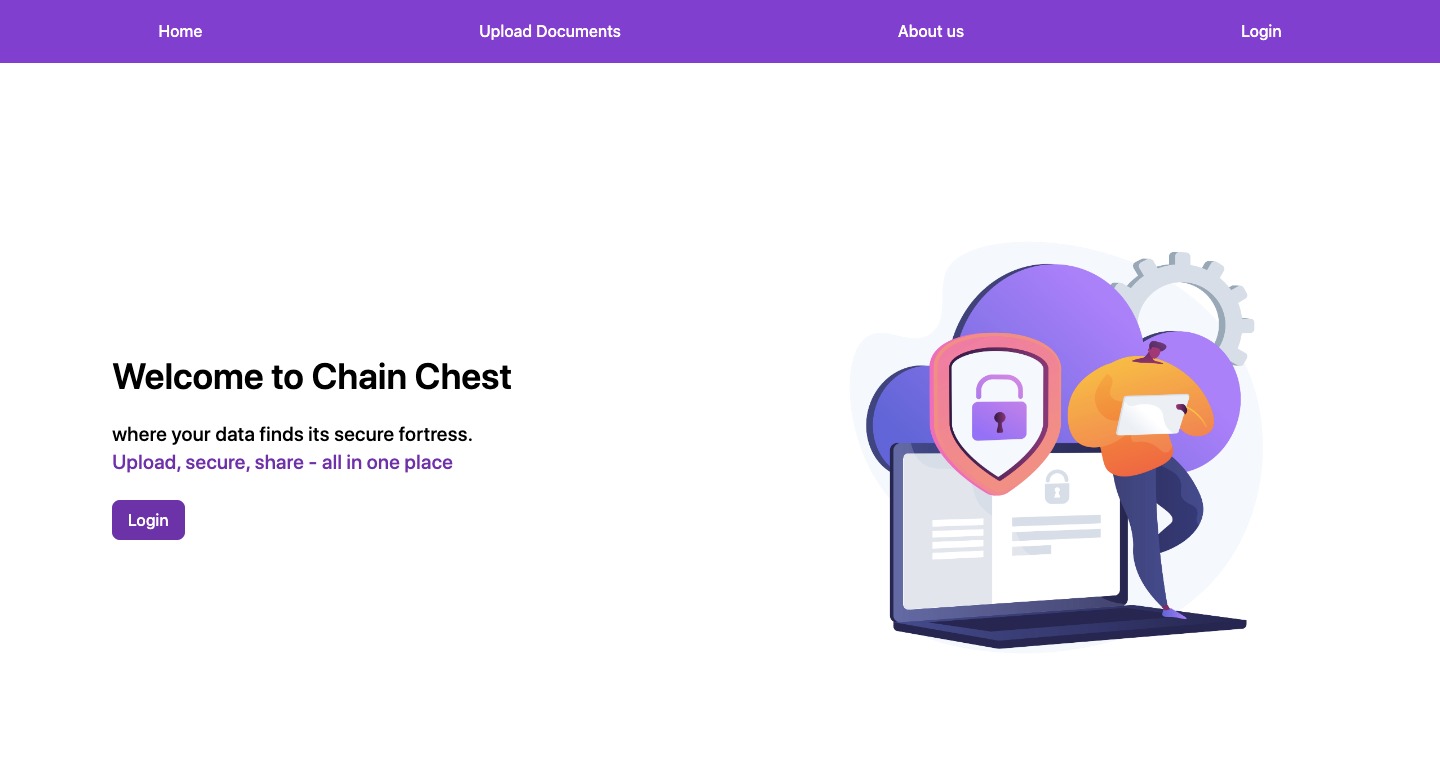 Home
Upload Documents
About us
Login
Welcome to Chain Chest
where your data finds its secure fortress.
Upload, secure, share - all in one place
Login